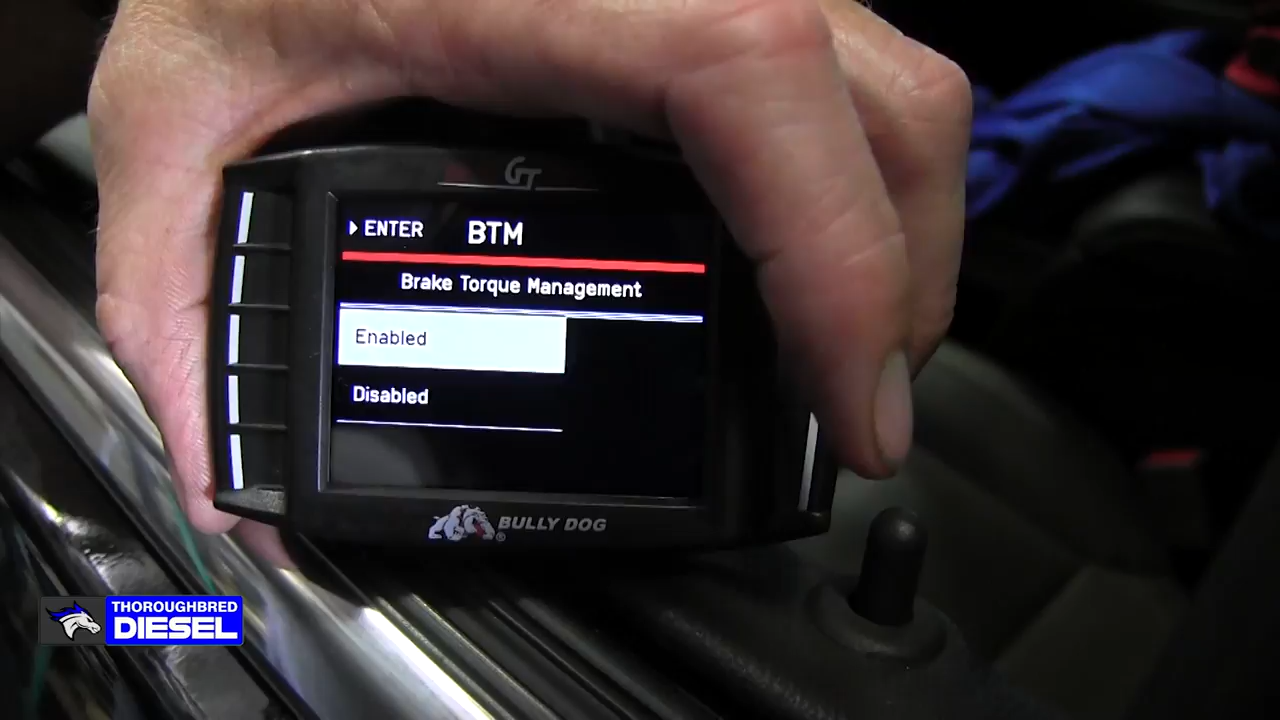 GT
ENTER BTM
Brake Torque Management
Enabled
Disabled
BULLY DOG®
THOROUGHBRED
DIESEL